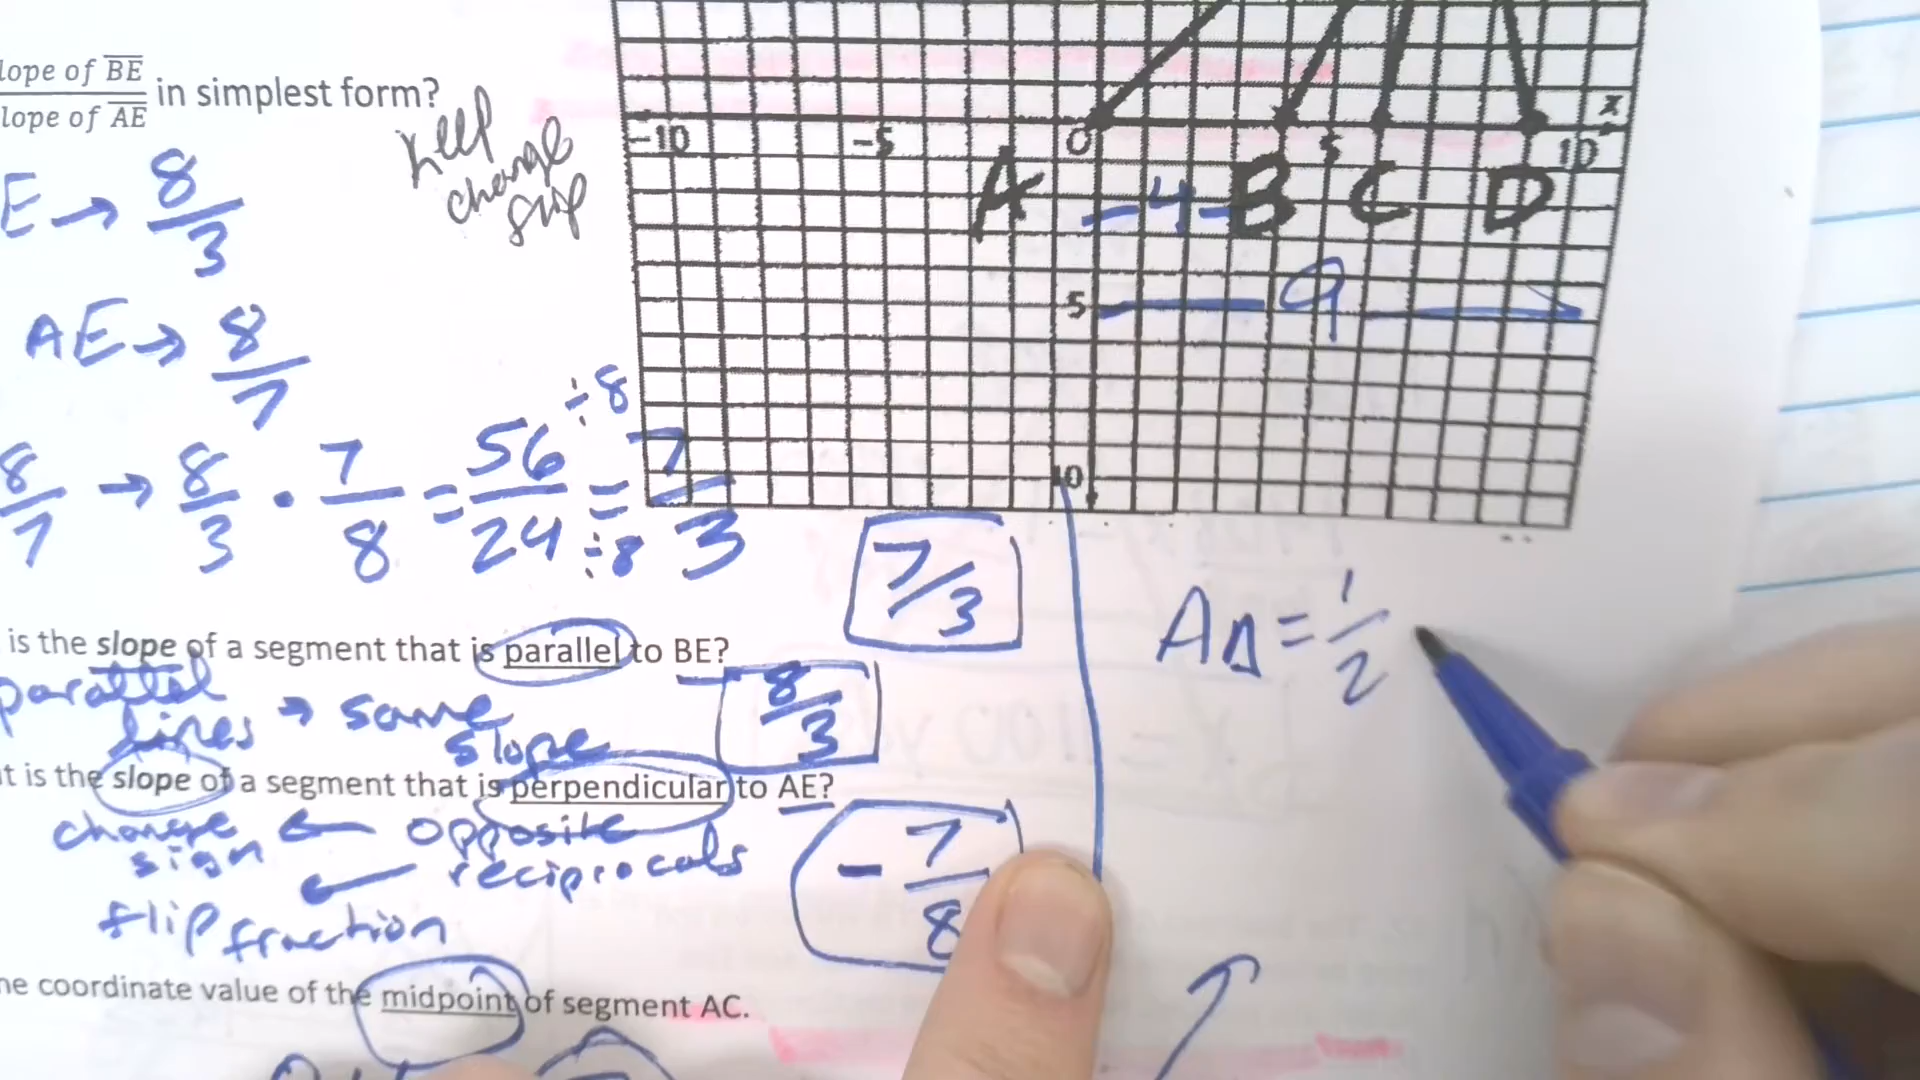 lope of BE
lope of AE in simplest form?
Keep
change
flip
E → 8/3
AE → 8/7
8/7 → 8/3 · 7/8 = 56/24 = 7/3
÷8
÷8
7/3
-10 -5 0 5 10 x
A B C D
-4-
9
5
10
A△ = 1/2
is the slope of a segment that is parallel to BE?
parallel
lines → same
slope
8/3
t is the slope of a segment that is perpendicular to AE?
change ← opposite
sign
reciprocals
flip fraction
-7/8
ne coordinate value of the midpoint of segment AC.